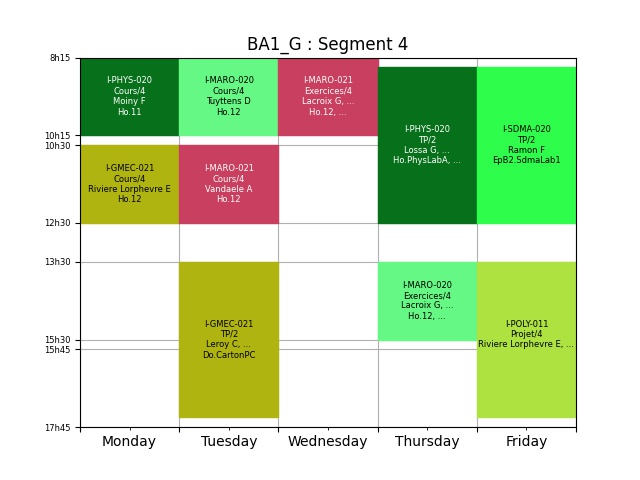 BA1_G : Segment 4
8h15
10h15
10h30
12h30
13h30
15h30
15h45
17h45
I-PHYS-020
Cours/4
Moiny F
Ho.11
I-MARO-020
Cours/4
Tuyttens D
Ho.12
I-MARO-021
Exercices/4
Lacroix G, ...
Ho.12, ...
I-PHYS-020
TP/2
Lossa G, ...
Ho.PhysLabA, ...
I-SDMA-020
TP/2
Ramon F
EpB2.SdmaLab1
I-GMEC-021
Cours/4
Riviere Lorphevre E
Ho.12
I-MARO-021
Cours/4
Vandaele A
Ho.12
I-GMEC-021
TP/2
Leroy C, ...
Do.CartonPC
I-MARO-020
Exercices/4
Lacroix G, ...
Ho.12, ...
I-POLY-011
Projet/4
Riviere Lorphevre E, ...
Monday
Tuesday
Wednesday
Thursday
Friday